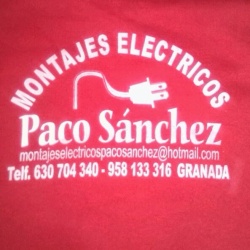 MONTAJES ELECTRICOS
Paco Sánchez
montajeselectricospacosanchez@hotmail.com
Telf. 630 704 340 - 958 133 316 GRANADA